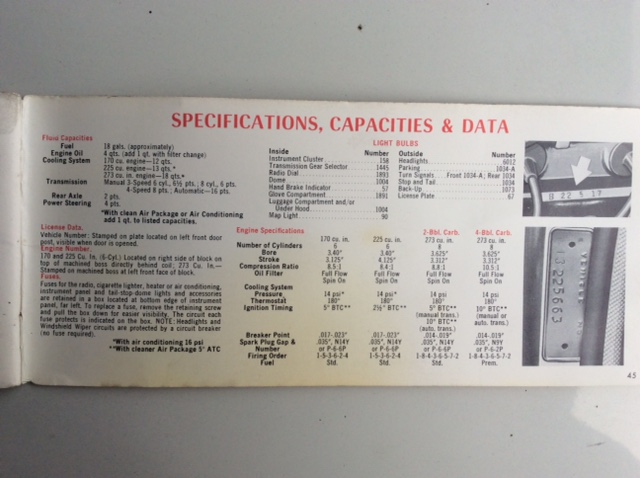 SPECIFICATIONS, CAPACITIES & DATA
Fluid Capacities
Fuel 18 gals. (approximately)
Engine Oil 4 qts. (add 1 qt. with filter change)
Cooling System 170 cu. in. engine—12 qts.
225 cu. in. engine—13 qts.*
273 cu. in. engine—18 qts.*
Transmission Manual 3-Speed 6 cyl., 6½ pts.; 8 cyl., 6 pts.
4-Speed 8 pts.; Automatic—16 pts.
Rear Axle 2 pts.
Power Steering 4 pts.
*With clean Air Package or Air Conditioning
add 1 qt. to listed capacities.
License Data.
Vehicle Number: Stamped on plate located on left front door
post, visible when door is opened.
Engine Number.
170 and 225 Cu. In. (6-Cyl.) Located on right side of block on
top of machined boss directly behind coil; 273 Cu. In.—
Stamped on machined boss at left front face of block.
Fuses.
Fuses for the radio, cigarette lighter, heater or air conditioning,
instrument panel and tail-stop-dome lights and accessories
are retained in a box located at bottom edge of instrument
panel, far left. To replace a fuse, remove the retaining screw
and pull the box down for easier visibility. The circuit each
fuse protects is indicated on the box. NOTE: Headlights and
Windshield Wiper circuits are protected by a circuit breaker
(no fuse required).
*With air conditioning 16 psi
**With cleaner Air Package 5° ATC
LIGHT BULBS
Inside Number
Instrument Cluster 158
Transmission Gear Selector 1445
Radio Dial 1893
Dome 1004
Hand Brake Indicator 57
Glove Compartment 1891
Luggage Compartment and/or
Under Hood 1004
Map Light 90
Outside Number
Headlights 6012
Parking 1034-A
Turn Signals Front 1034-A; Rear 1034
Stop and Tail 1034
Back-Up 1073
License Plate 67
Engine Specifications 2-Bbl. Carb. 4-Bbl. Carb.
170 cu. in. 225 cu. in. 273 cu. in. 273 cu. in.
Number of Cylinders 6 6 8 8
Bore 3.40" 3.40" 3.625" 3.625"
Stroke 3.125" 4.125" 3.312" 3.312"
Compression Ratio 8.5:1 8.4:1 8.8:1 10.5:1
Oil Filter Full Flow Full Flow Full Flow Full Flow
Spin On Spin On Spin On Spin On
Cooling System
Pressure 14 psi* 14 psi* 14 psi 14 psi
Thermostat 180° 180° 180° 180°
Ignition Timing 5° BTC** 2½° BTC** 5° BTC** 10° BTC**
(manual trans.) (manual or
10° BTC** auto. trans.)
(auto. trans.)
Breaker Point .017-.023" .017-.023" .014-.019" .014-.019"
Spark Plug Gap & .035", N14Y .035", N14Y .035", N14Y .035", N9Y
Number or P-6-6P or P-6-6P or P-6-6P or P-6-2P
Firing Order 1-5-3-6-2-4 1-5-3-6-2-4 1-8-4-3-6-5-7-2 1-8-4-3-6-5-7-2
Fuel Std. Std. Std. Prem.
B 22 5 17
3225663
45